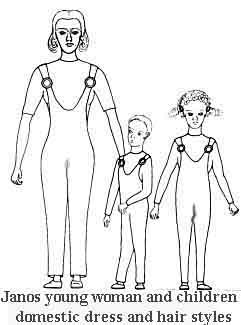 Janos young woman and children
domestic dress and hair styles